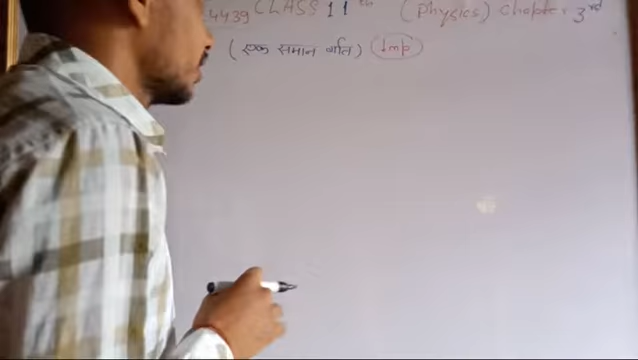 4439 CLASS 11th (Physics) Chapter 3rd
(एक समान गति) Imp